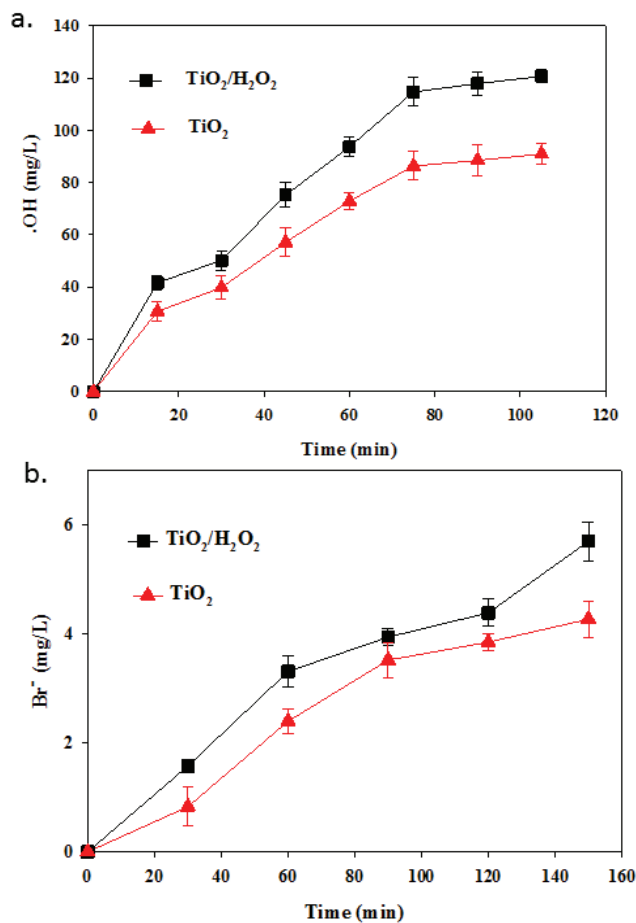 a.
140
120
100
80
60
40
20
0
TiO₂/H₂O₂
TiO₂
.OH (mg/L)
0 20 40 60 80 100 120
Time (min)
b.
6
4
2
0
TiO₂/H₂O₂
TiO₂
Br⁻ (mg/L)
0 20 40 60 80 100 120 140 160
Time (min)